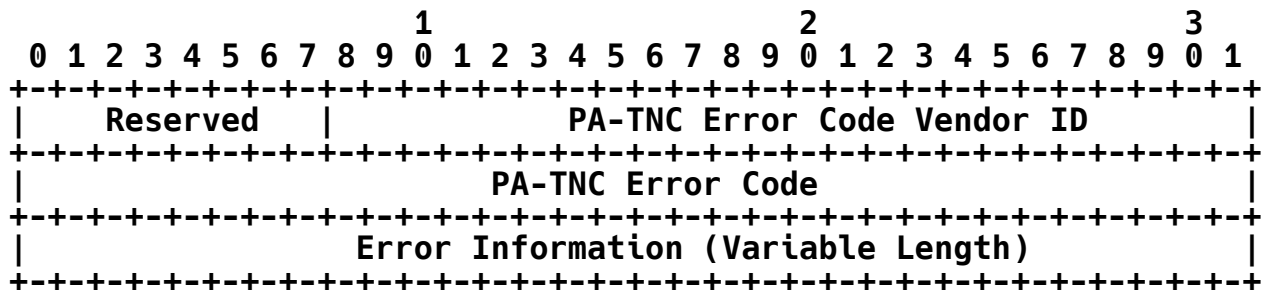 1                   2                   3
 0 1 2 3 4 5 6 7 8 9 0 1 2 3 4 5 6 7 8 9 0 1 2 3 4 5 6 7 8 9 0 1
+-+-+-+-+-+-+-+-+-+-+-+-+-+-+-+-+-+-+-+-+-+-+-+-+-+-+-+-+-+-+-+-+
|    Reserved   |            PA-TNC Error Code Vendor ID        |
+-+-+-+-+-+-+-+-+-+-+-+-+-+-+-+-+-+-+-+-+-+-+-+-+-+-+-+-+-+-+-+-+
|                        PA-TNC Error Code                      |
+-+-+-+-+-+-+-+-+-+-+-+-+-+-+-+-+-+-+-+-+-+-+-+-+-+-+-+-+-+-+-+-+
|                 Error Information (Variable Length)           |
+-+-+-+-+-+-+-+-+-+-+-+-+-+-+-+-+-+-+-+-+-+-+-+-+-+-+-+-+-+-+-+-+